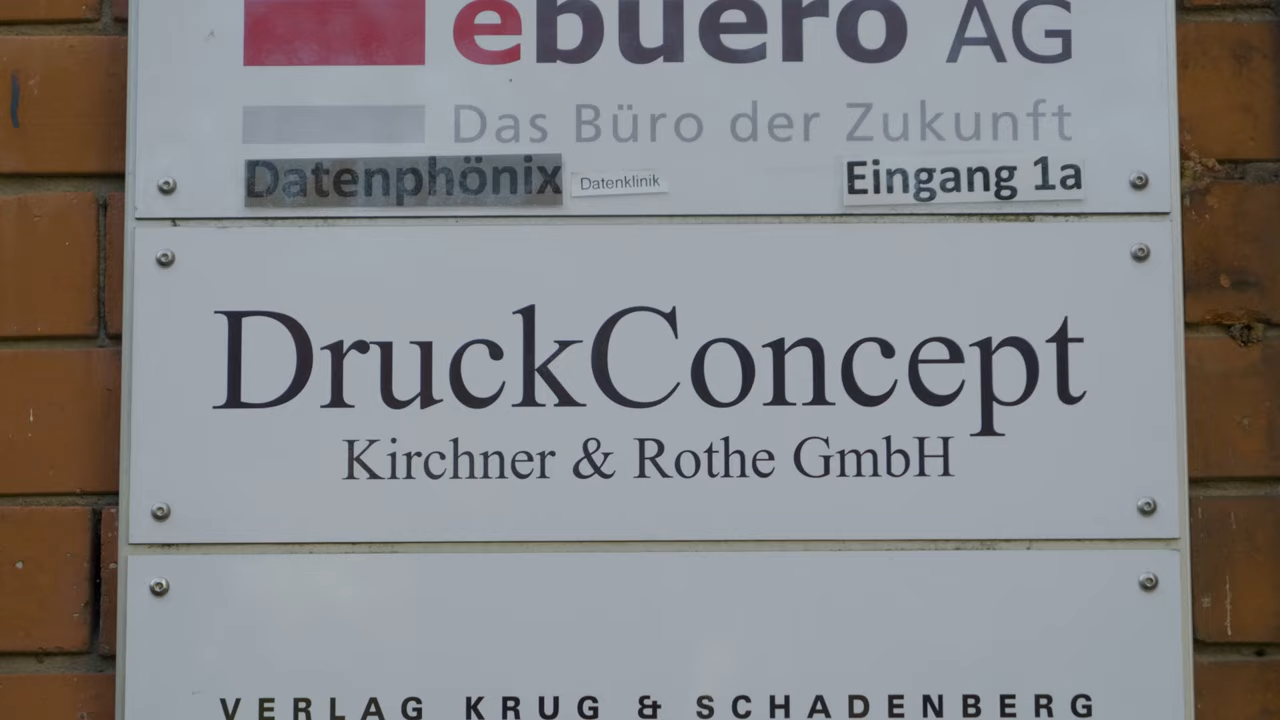 ebuero AG
Das Büro der Zukunft
Datenphönix Datenklinik Eingang 1a
DruckConcept
Kirchner & Rothe GmbH
VERLAG KRUG & SCHADENBERG